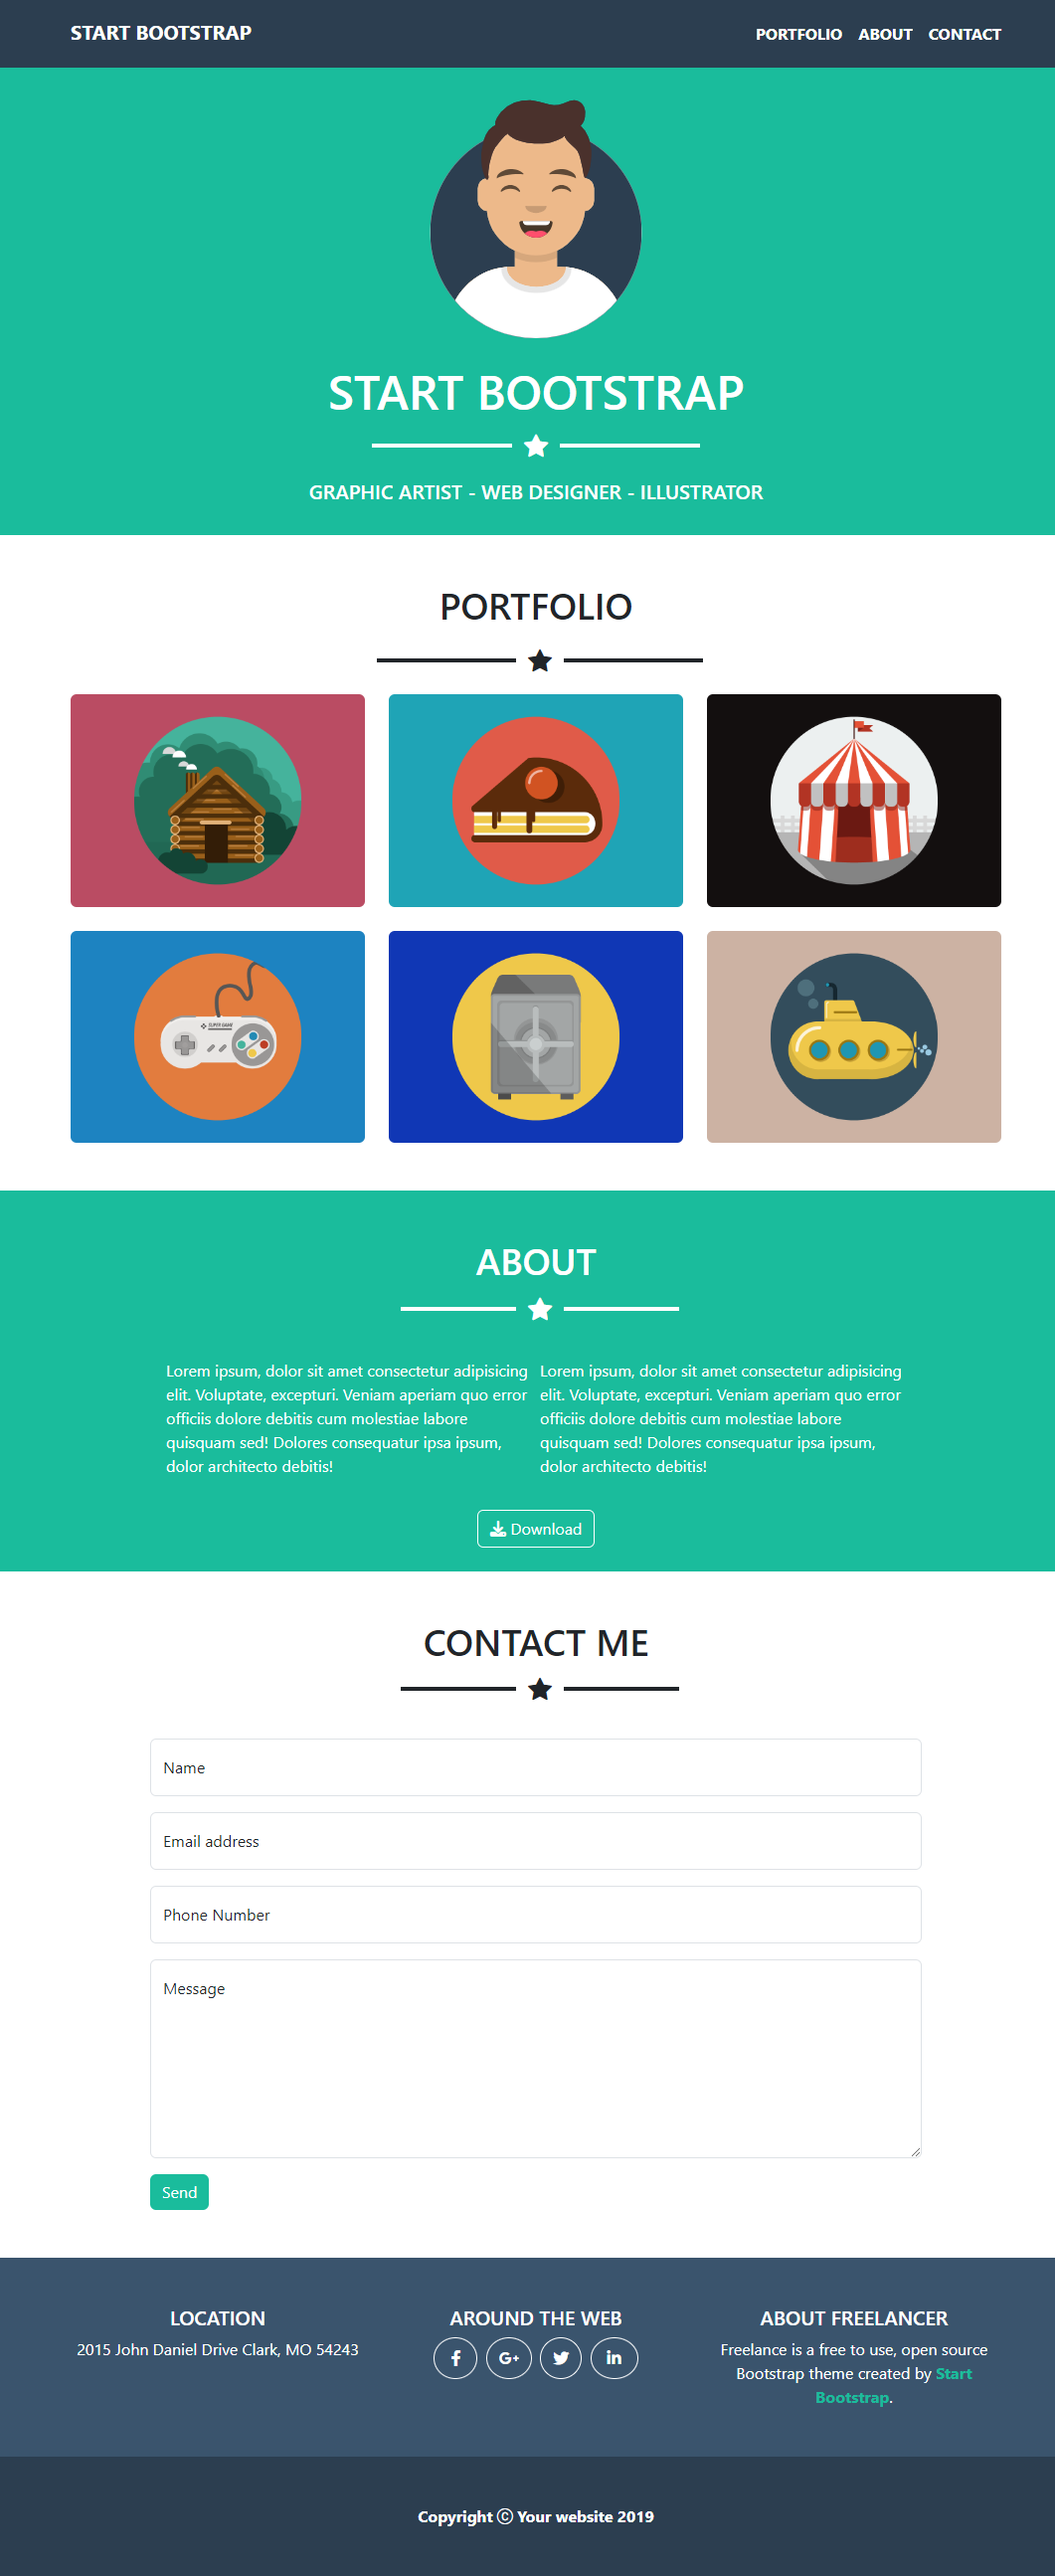 START BOOTSTRAP
PORTFOLIO ABOUT CONTACT
START BOOTSTRAP
GRAPHIC ARTIST - WEB DESIGNER - ILLUSTRATOR
PORTFOLIO
SUPER GAME
ABOUT
Lorem ipsum, dolor sit amet consectetur adipisicing
elit. Voluptate, excepturi. Veniam aperiam quo error
officiis dolore debitis cum molestiae labore
quisquam sed! Dolores consequatur ipsa ipsum,
dolor architecto debitis!
Lorem ipsum, dolor sit amet consectetur adipisicing
elit. Voluptate, excepturi. Veniam aperiam quo error
officiis dolore debitis cum molestiae labore
quisquam sed! Dolores consequatur ipsa ipsum,
dolor architecto debitis!
Download
CONTACT ME
Name
Email address
Phone Number
Message
Send
LOCATION
2015 John Daniel Drive Clark, MO 54243
AROUND THE WEB
f G+ in
ABOUT FREELANCER
Freelance is a free to use, open source
Bootstrap theme created by Start
Bootstrap.
Copyright © Your website 2019